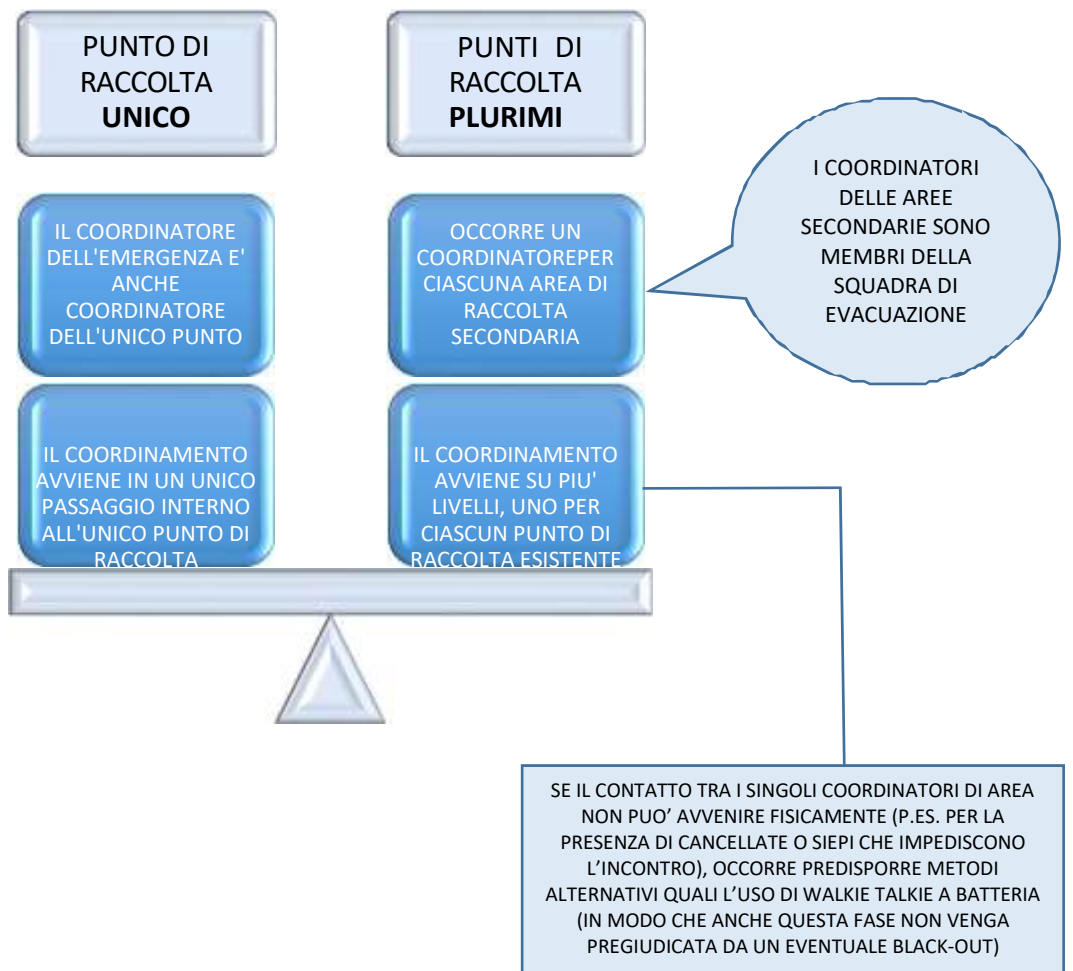 PUNTO DI
RACCOLTA
UNICO
PUNTI DI
RACCOLTA
PLURIMI
IL COORDINATORE
DELL'EMERGENZA E'
ANCHE
COORDINATORE
DELL'UNICO PUNTO
OCCORRE UN
COORDINATOREPER
CIASCUNA AREA DI
RACCOLTA
SECONDARIA
I COORDINATORI
DELLE AREE
SECONDARIE SONO
MEMBRI DELLA
SQUADRA DI
EVACUAZIONE
IL COORDINAMENTO
AVVIENE IN UN UNICO
PASSAGGIO INTERNO
ALL'UNICO PUNTO DI
RACCOLTA
IL COORDINAMENTO
AVVIENE SU PIU'
LIVELLI, UNO PER
CIASCUN PUNTO DI
RACCOLTA ESISTENTE
SE IL CONTATTO TRA I SINGOLI COORDINATORI DI AREA
NON PUO’ AVVENIRE FISICAMENTE (P.ES. PER LA
PRESENZA DI CANCELLATE O SIEPI CHE IMPEDISCONO
L’INCONTRO), OCCORRE PREDISPORRE METODI
ALTERNATIVI QUALI L’USO DI WALKIE TALKIE A BATTERIA
(IN MODO CHE ANCHE QUESTA FASE NON VENGA
PREGIUDICATA DA UN EVENTUALE BLACK-OUT)